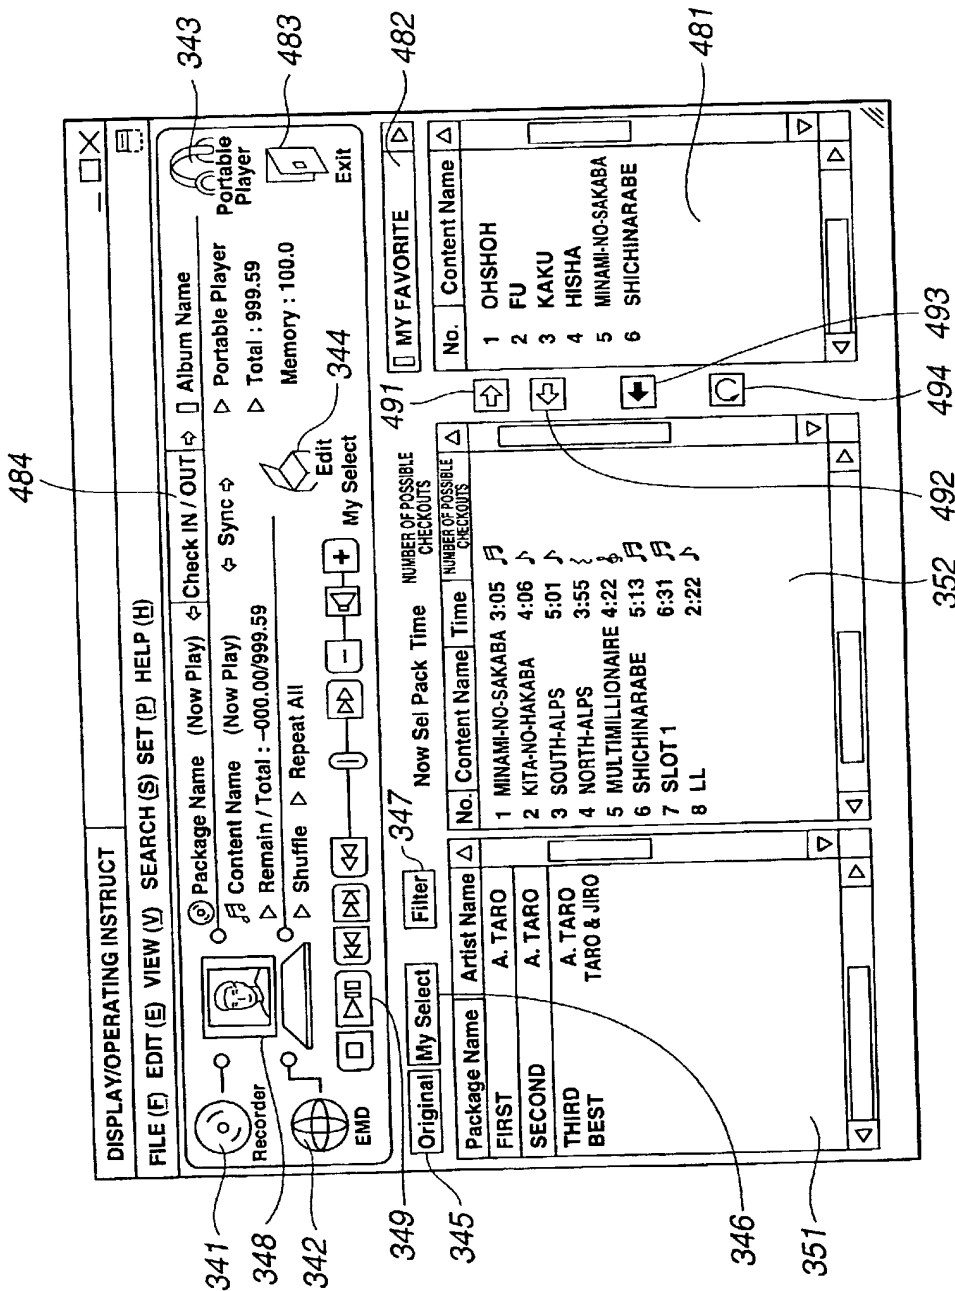 484
DISPLAY/OPERATING INSTRUCT
FILE (F) EDIT (E) VIEW (V) SEARCH (S) SET (P) HELP (H)
341
Recorder
348
342
EMD
Package Name (Now Play) Check IN / OUT Album Name
Content Name (Now Play) Sync Portable Player
Remain / Total : -000.00/999.59 Total : 999.59
Shuffle Repeat All Memory : 100.0
Portable Player
343
483
Exit
344
Edit
My Select
349
345
Original My Select Filter
347
346
Now Sel Pack Time NUMBER OF POSSIBLE CHECKOUTS
491
MY FAVORITE
482
Package Name Artist Name
FIRST A. TARO
SECOND A. TARO
THIRD A. TARO
BEST TARO & JIRO
351
No. Content Name Time NUMBER OF POSSIBLE CHECKOUTS
1 MINAMI-NO-SAKABA 3:05
2 KITA-NO-HAKABA 4:06
3 SOUTH-ALPS 5:01
4 NORTH-ALPS 3:55
5 MULTIMILLIONAIRE 4:22
6 SHICHINARABE 5:13
7 SLOT 1 6:31
8 LL 2:22
352
492
494
493
No. Content Name
1 OHSHOH
2 FU
3 KAKU
4 HISHA
5 MINAMI-NO-SAKABA
6 SHICHINARABE
481